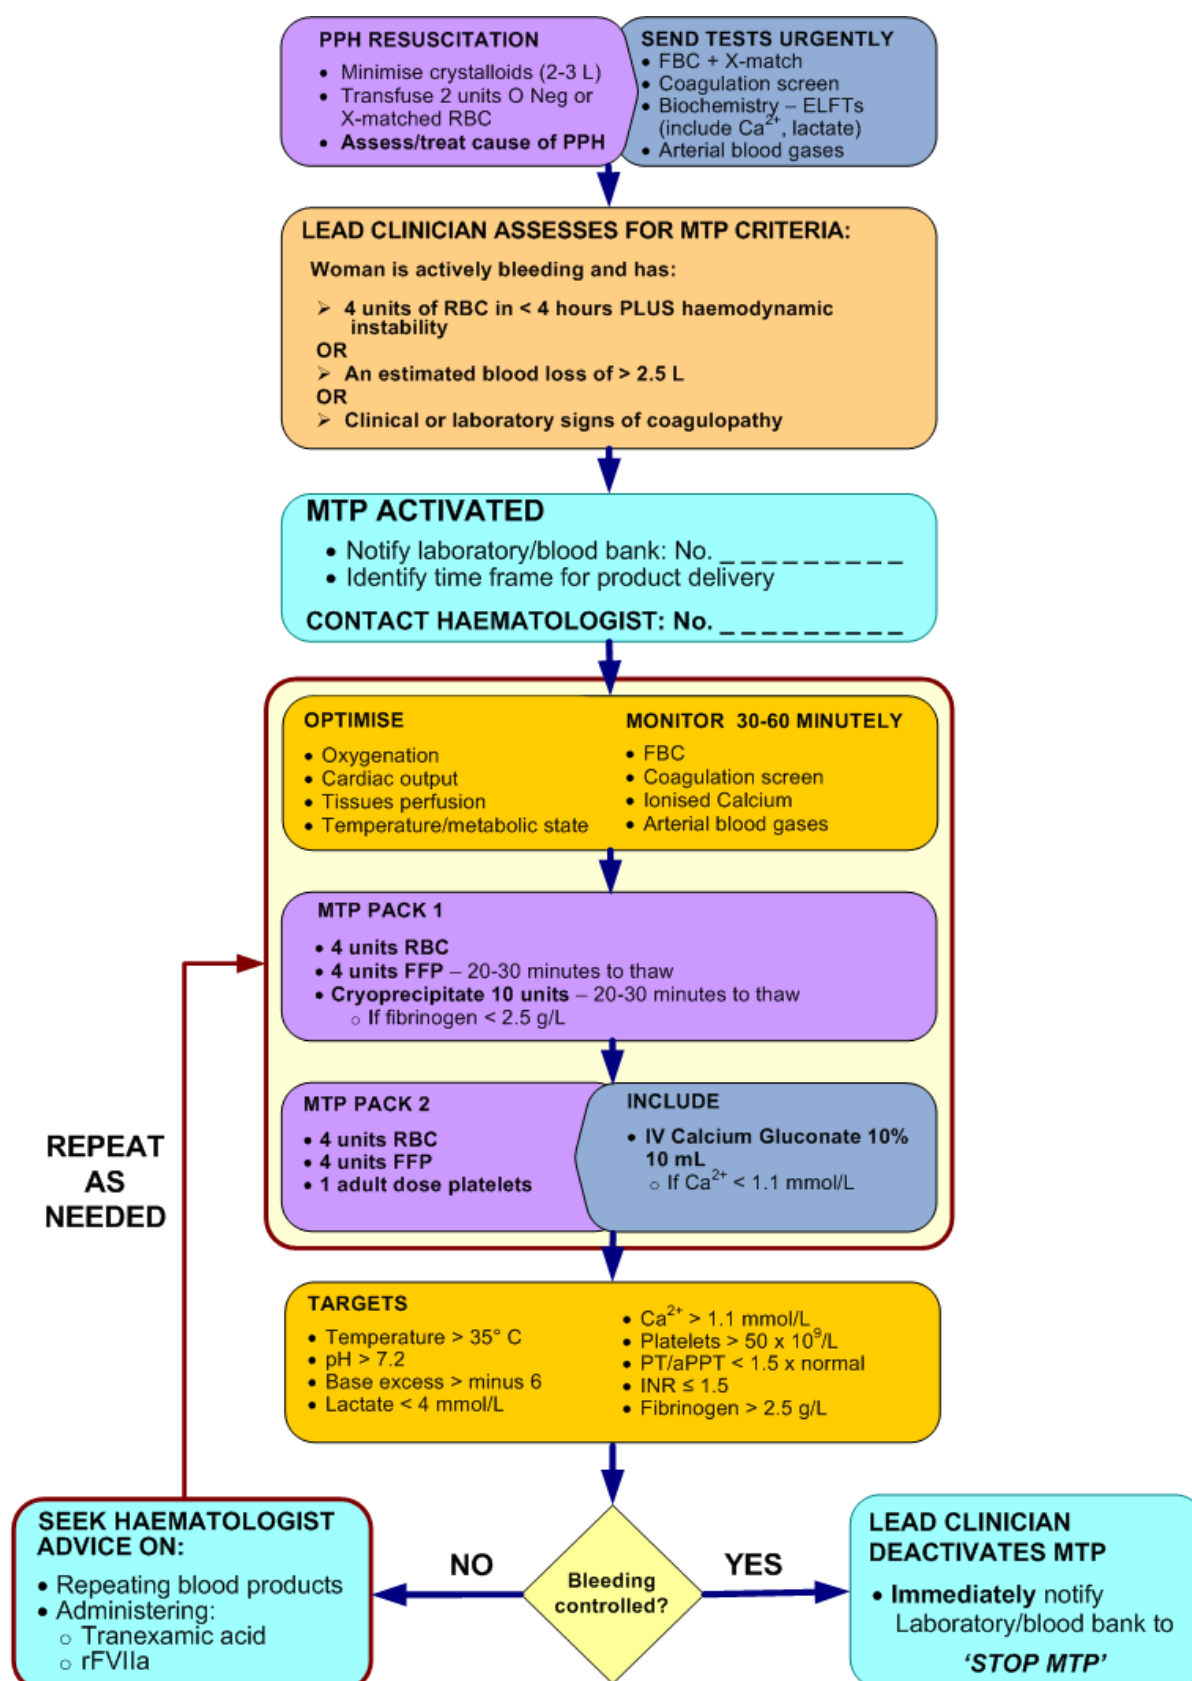 PPH RESUSCITATION
• Minimise crystalloids (2-3 L)
• Transfuse 2 units O Neg or
X-matched RBC
• Assess/treat cause of PPH
SEND TESTS URGENTLY
• FBC + X-match
• Coagulation screen
• Biochemistry – ELFTs
(include Ca2+, lactate)
• Arterial blood gases
LEAD CLINICIAN ASSESSES FOR MTP CRITERIA:
Woman is actively bleeding and has:
➢ 4 units of RBC in < 4 hours PLUS haemodynamic
instability
OR
➢ An estimated blood loss of > 2.5 L
OR
➢ Clinical or laboratory signs of coagulopathy
MTP ACTIVATED
• Notify laboratory/blood bank: No. _ _ _ _ _ _ _ _ _
• Identify time frame for product delivery
CONTACT HAEMATOLOGIST: No. _ _ _ _ _ _ _ _ _
OPTIMISE
• Oxygenation
• Cardiac output
• Tissues perfusion
• Temperature/metabolic state
MONITOR 30-60 MINUTELY
• FBC
• Coagulation screen
• Ionised Calcium
• Arterial blood gases
MTP PACK 1
• 4 units RBC
• 4 units FFP – 20-30 minutes to thaw
• Cryoprecipitate 10 units – 20-30 minutes to thaw
○ If fibrinogen < 2.5 g/L
MTP PACK 2
• 4 units RBC
• 4 units FFP
• 1 adult dose platelets
INCLUDE
• IV Calcium Gluconate 10%
10 mL
○ If Ca2+ < 1.1 mmol/L
REPEAT
AS
NEEDED
TARGETS
• Temperature > 35° C
• pH > 7.2
• Base excess > minus 6
• Lactate < 4 mmol/L
• Ca2+ > 1.1 mmol/L
• Platelets > 50 x 10⁹/L
• PT/aPPT < 1.5 x normal
• INR ≤ 1.5
• Fibrinogen > 2.5 g/L
Bleeding
controlled?
NO
YES
SEEK HAEMATOLOGIST
ADVICE ON:
• Repeating blood products
• Administering:
○ Tranexamic acid
○ rFVIIa
LEAD CLINICIAN
DEACTIVATES MTP
• Immediately notify
Laboratory/blood bank to
‘STOP MTP’